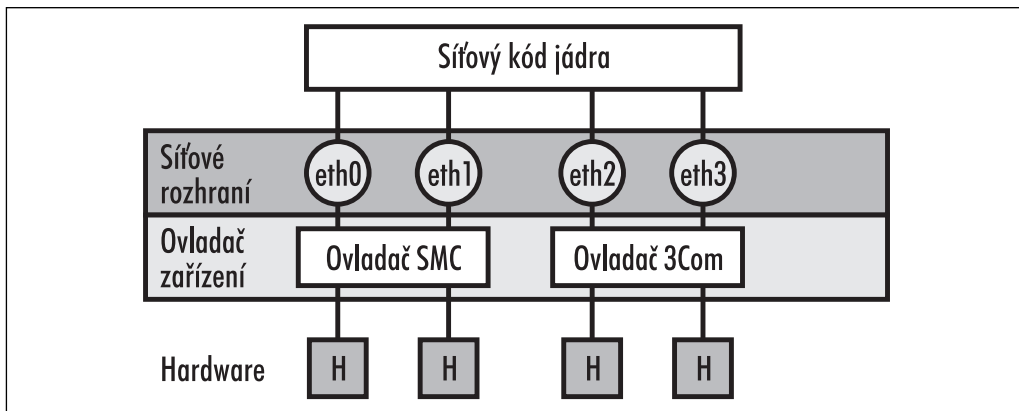 Síťový kód jádra
Síťové
rozhraní
eth0 eth1 eth2 eth3
Ovladač
zařízení
Ovladač SMC Ovladač 3Com
Hardware H H H H